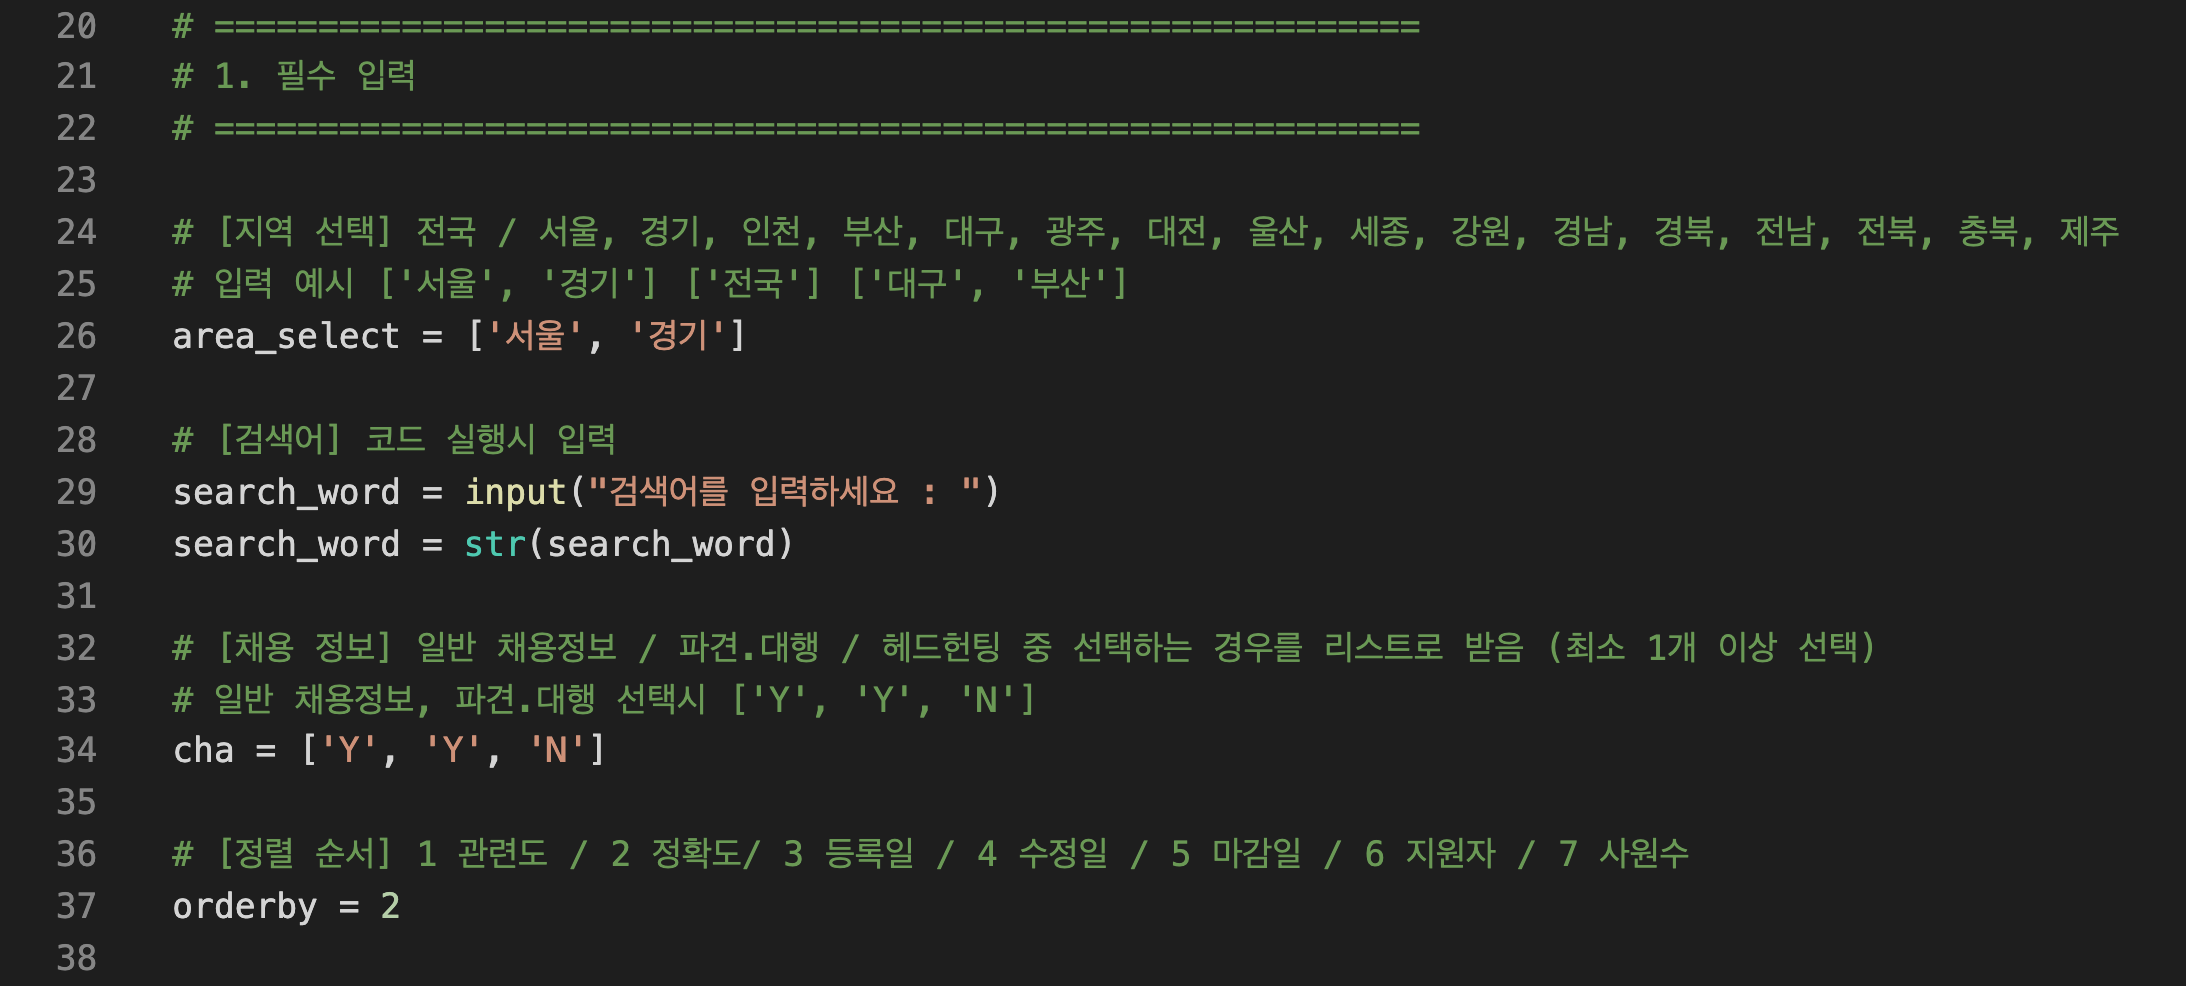 20 # ==========================================================
21 # 1. 필수 입력
22 # ==========================================================
23
24 # [지역 선택] 전국 / 서울, 경기, 인천, 부산, 대구, 광주, 대전, 울산, 세종, 강원, 경남, 경북, 전남, 전북, 충북, 제주
25 # 입력 예시 ['서울', '경기'] ['전국'] ['대구', '부산']
26 area_select = ['서울', '경기']
27
28 # [검색어] 코드 실행시 입력
29 search_word = input("검색어를 입력하세요 : ")
30 search_word = str(search_word)
31
32 # [채용 정보] 일반 채용정보 / 파견.대행 / 헤드헌팅 중 선택하는 경우를 리스트로 받음 (최소 1개 이상 선택)
33 # 일반 채용정보, 파견.대행 선택시 ['Y', 'Y', 'N']
34 cha = ['Y', 'Y', 'N']
35
36 # [정렬 순서] 1 관련도 / 2 정확도/ 3 등록일 / 4 수정일 / 5 마감일 / 6 지원자 / 7 사원수
37 orderby = 2
38